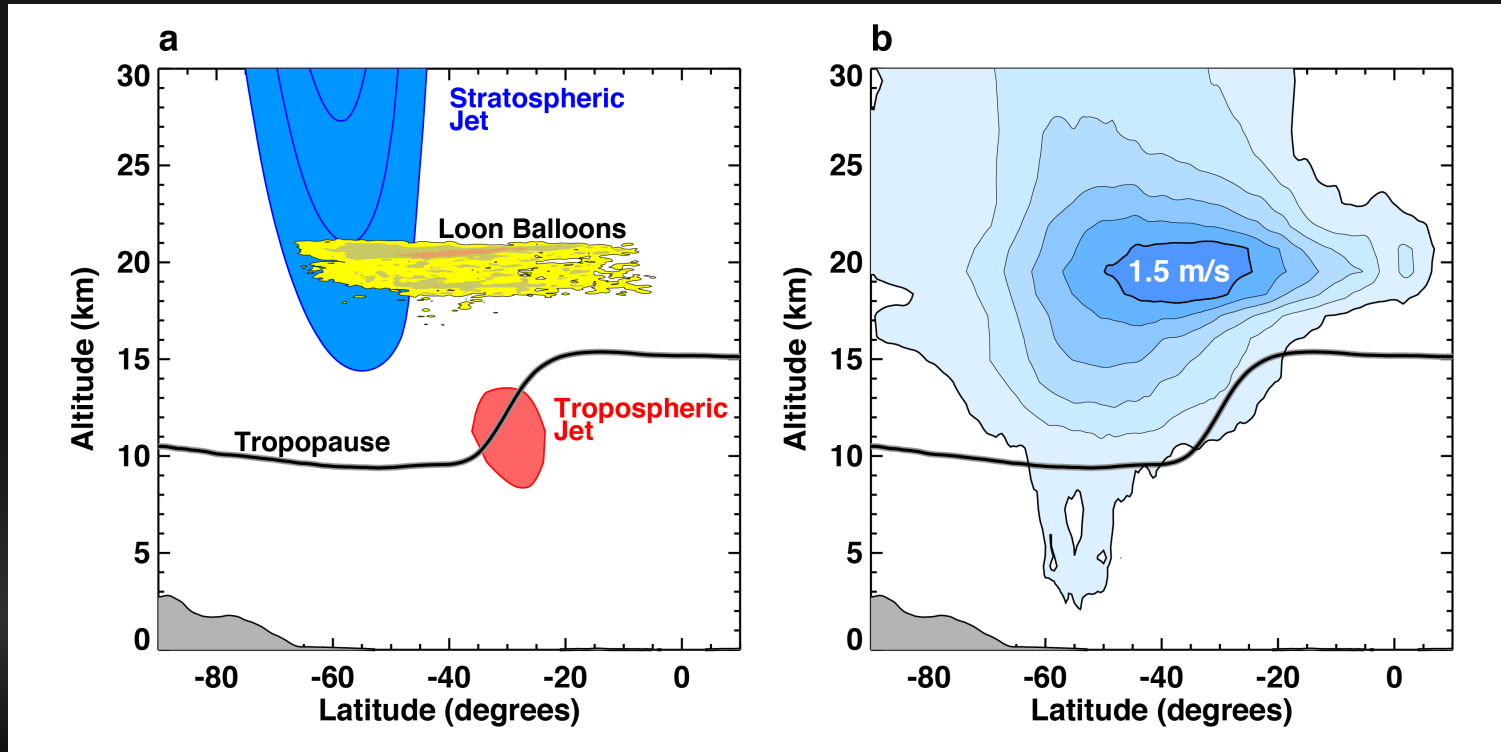 a
30
25
20
15
10
5
0
Altitude (km)
Stratospheric
Jet
Loon Balloons
Tropospheric
Jet
Tropopause
-80 -60 -40 -20 0
Latitude (degrees)
b
30
25
20
15
10
5
0
Altitude (km)
1.5 m/s
-80 -60 -40 -20 0
Latitude (degrees)